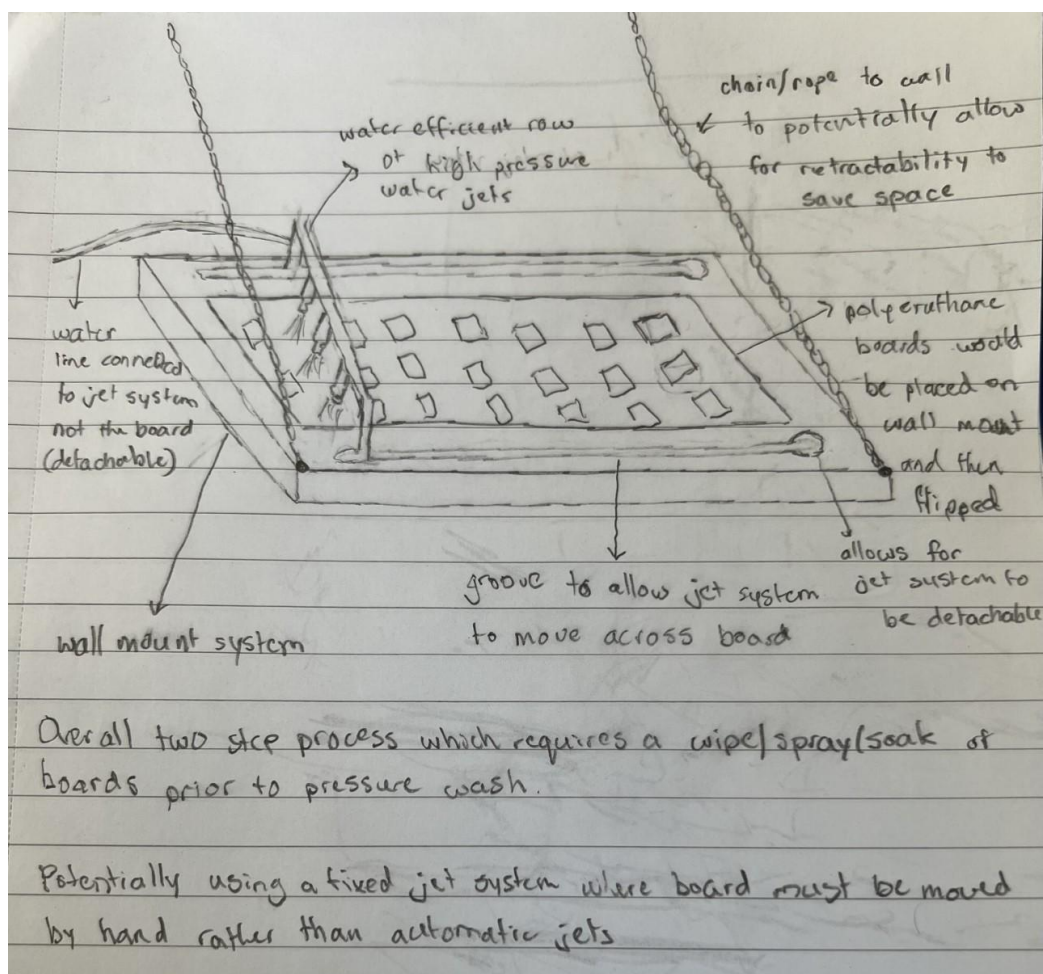 chain/rope to wall
to potentially allow
for retractability to
save space
water efficient row
of high pressure
water jets
polyeruthane
boards would
be placed on
wall mount
and then
flipped
water
line connected
to jet system
not the board
(detachable)
allows for
jet system to
be detachable
groove to allow jet system
to move across board
wall mount system
Overall two step process which requires a wipe/spray/soak of
boards prior to pressure wash.
Potentially using a fixed jet system where board must be moved
by hand rather than automatic jets